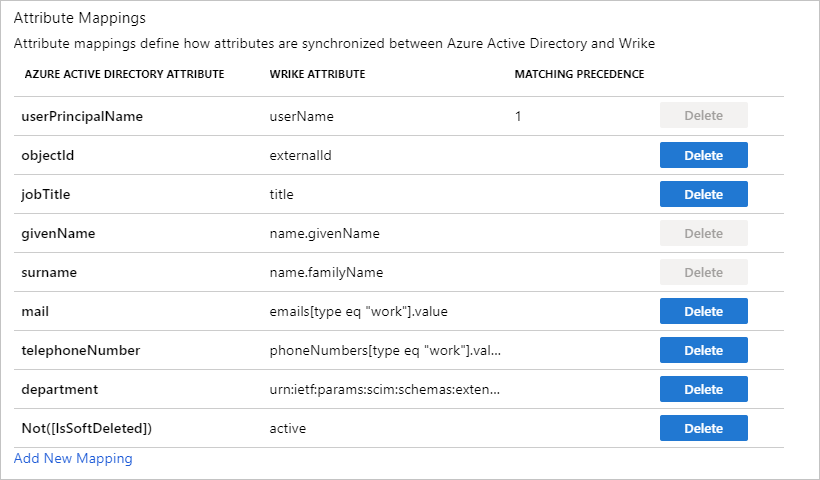 Attribute Mappings
Attribute mappings define how attributes are synchronized between Azure Active Directory and Wrike
AZURE ACTIVE DIRECTORY ATTRIBUTE WRIKE ATTRIBUTE MATCHING PRECEDENCE
userPrincipalName userName 1 Delete
objectId externalId Delete
jobTitle title Delete
givenName name.givenName Delete
surname name.familyName Delete
mail emails[type eq "work"].value Delete
telephoneNumber phoneNumbers[type eq "work"].val... Delete
department urn:ietf:params:scim:schemas:exten... Delete
Not([IsSoftDeleted]) active Delete
Add New Mapping